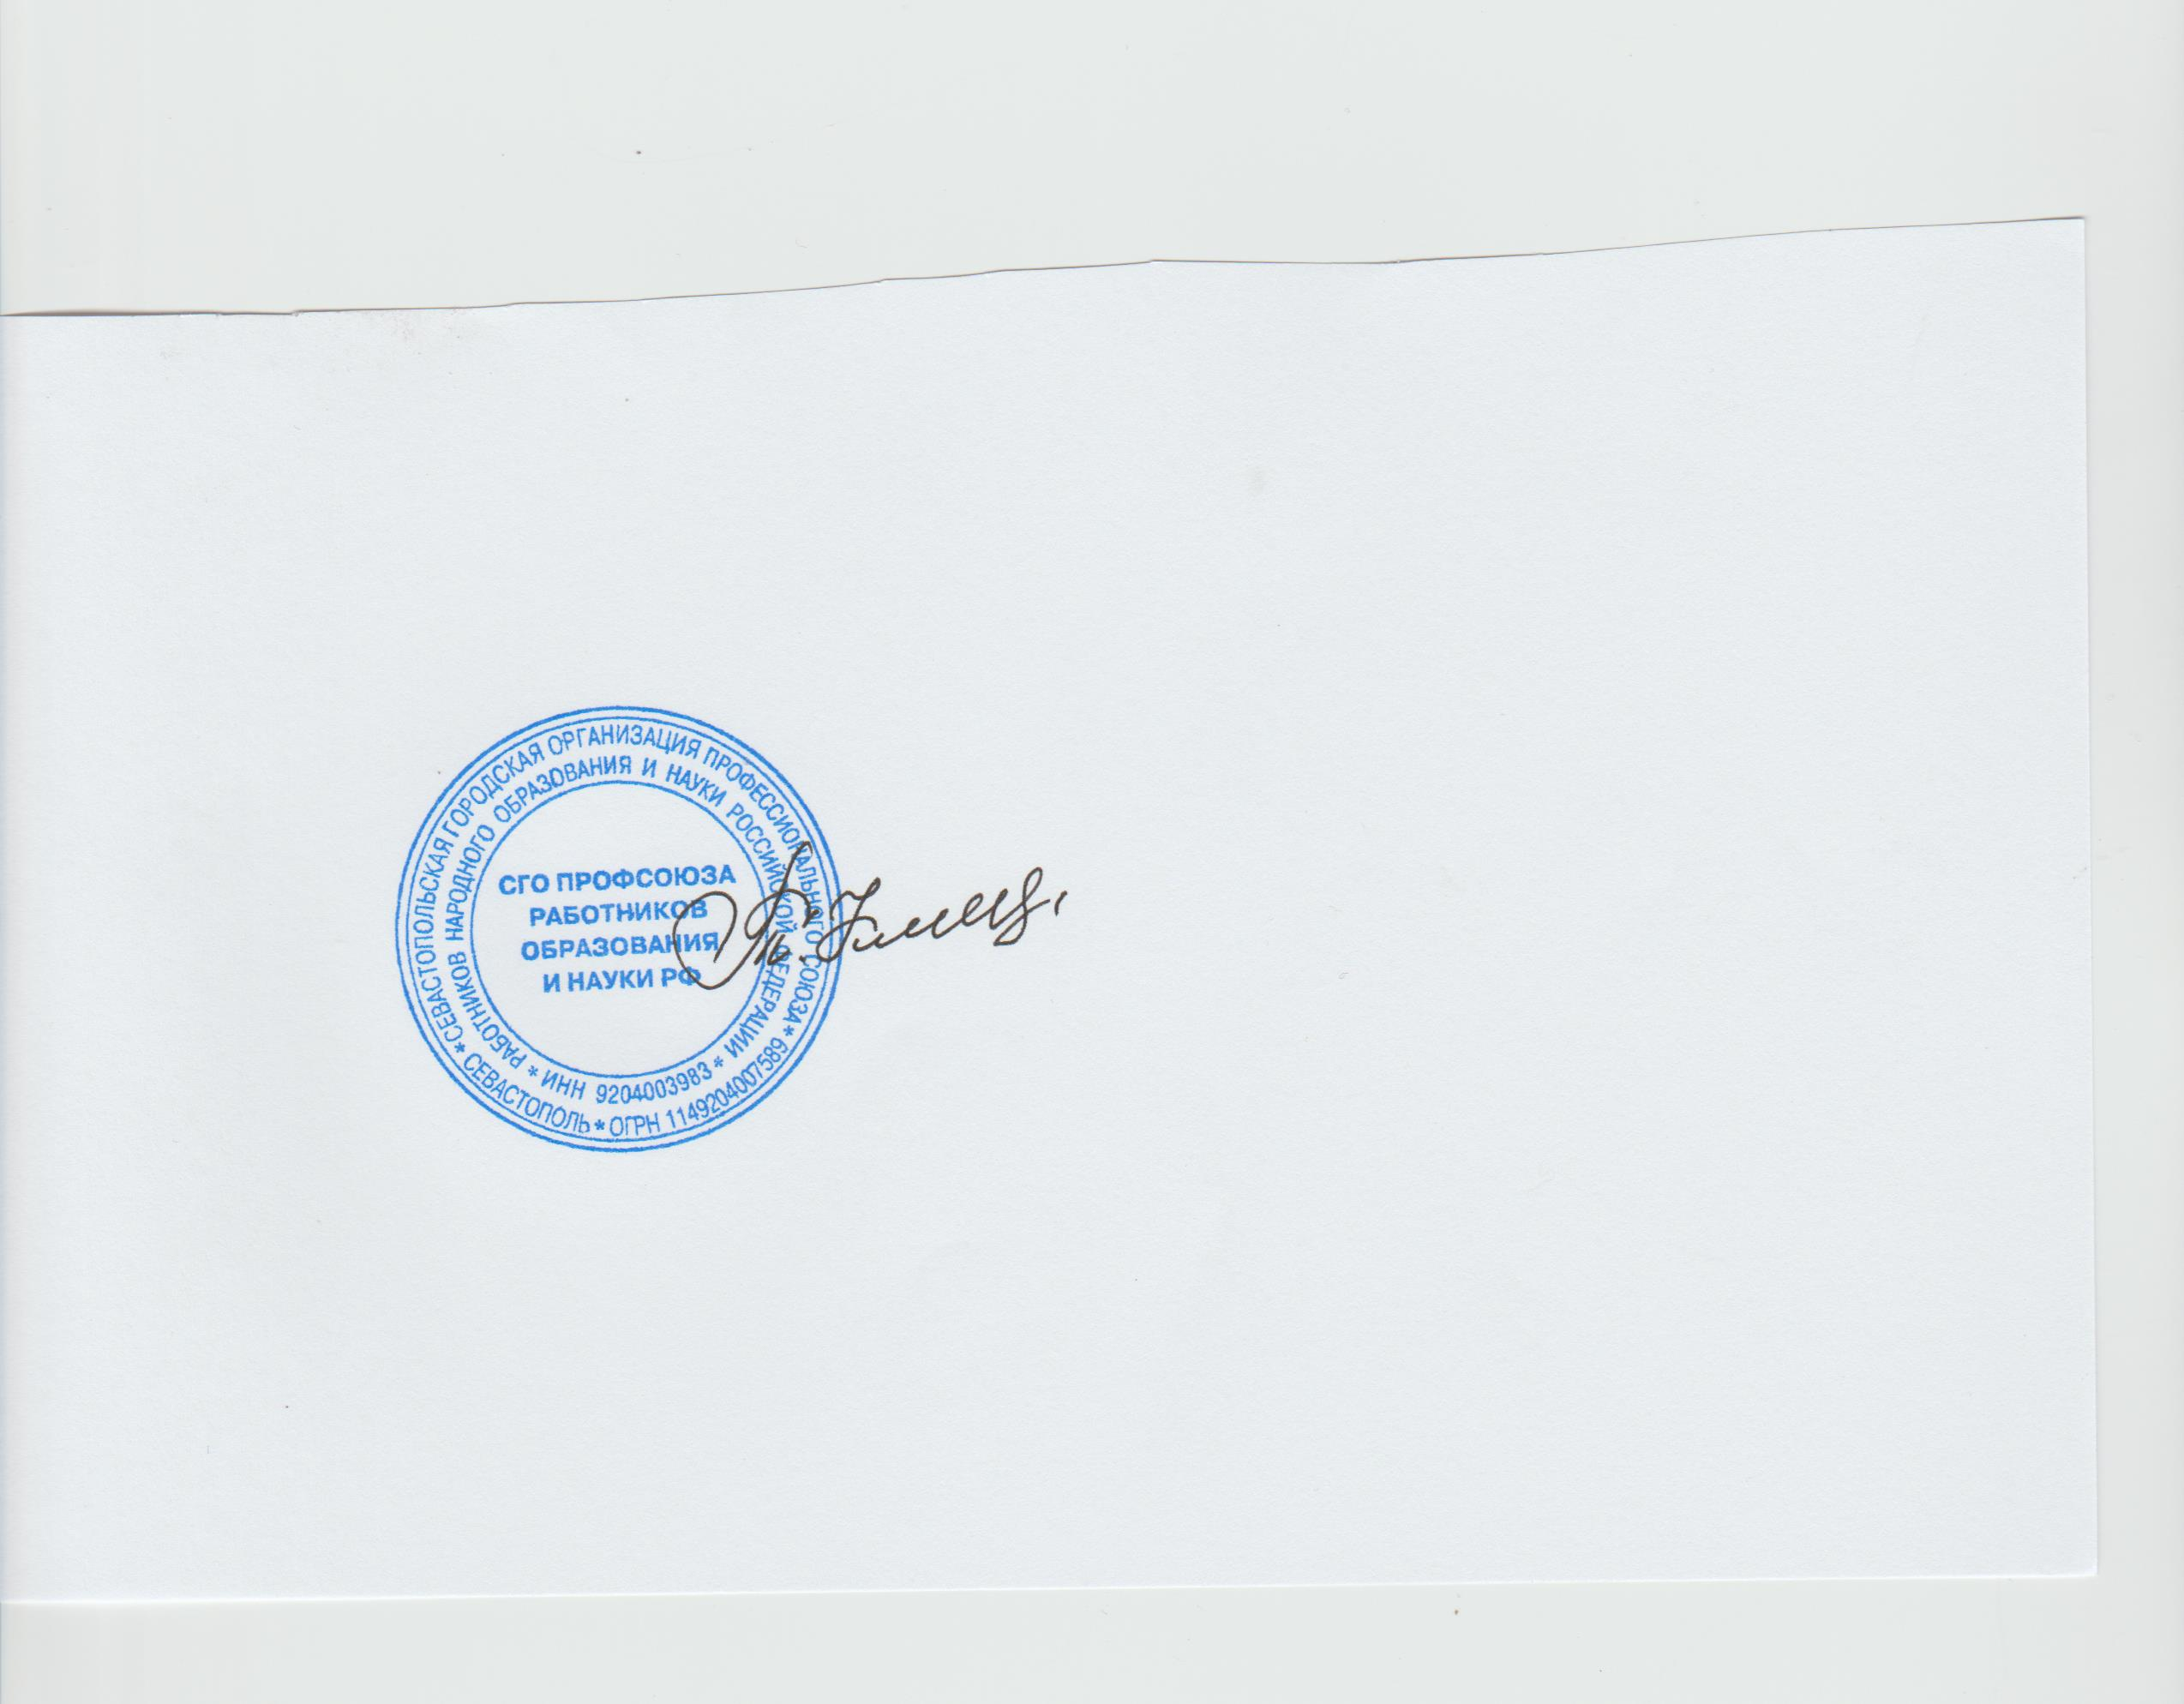 * СЕВАСТОПОЛЬСКАЯ ГОРОДСКАЯ ОРГАНИЗАЦИЯ ПРОФЕССИОНАЛЬНОГО СОЮЗА *
СЕВАСТОПОЛЬ * ОГРН 1149204007589
* РАБОТНИКОВ НАРОДНОГО ОБРАЗОВАНИЯ И НАУКИ РОССИЙСКОЙ ФЕДЕРАЦИИ *
ИНН 9204003983
СГО ПРОФСОЮЗА
РАБОТНИКОВ
ОБРАЗОВАНИЯ
И НАУКИ РФ